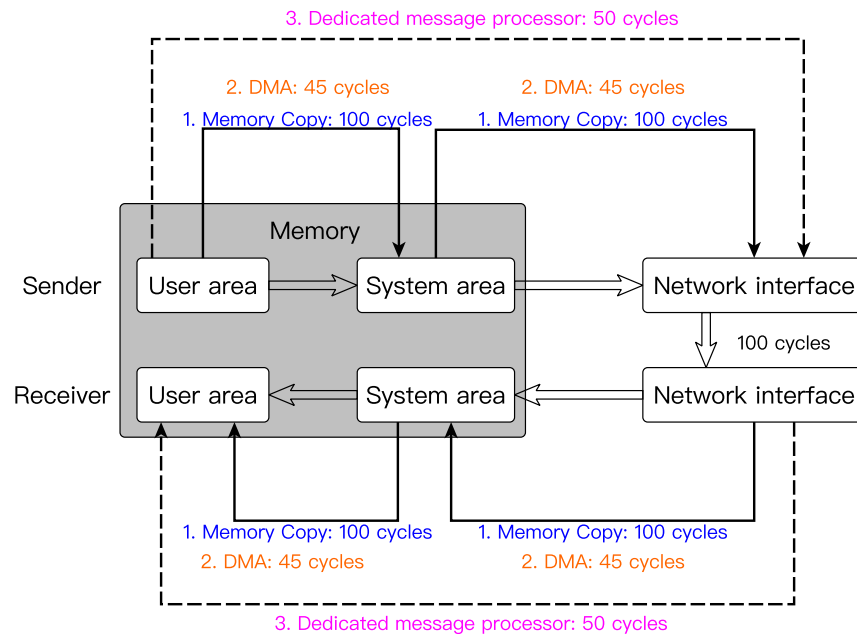 3. Dedicated message processor: 50 cycles
2. DMA: 45 cycles
2. DMA: 45 cycles
1. Memory Copy: 100 cycles
1. Memory Copy: 100 cycles
Memory
Sender
User area
System area
Network interface
100 cycles
Receiver
User area
System area
Network interface
1. Memory Copy: 100 cycles
1. Memory Copy: 100 cycles
2. DMA: 45 cycles
2. DMA: 45 cycles
3. Dedicated message processor: 50 cycles